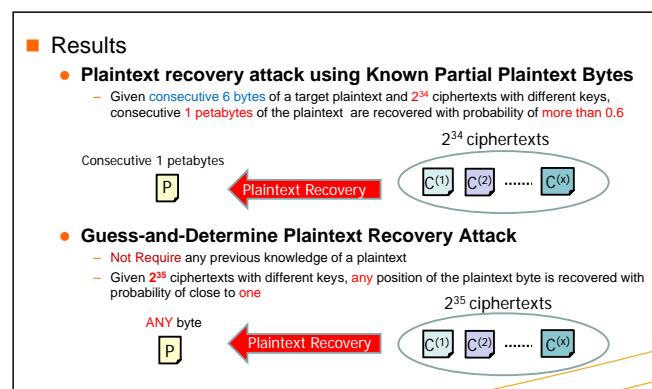 Results
Plaintext recovery attack using Known Partial Plaintext Bytes
– Given consecutive 6 bytes of a target plaintext and 2³⁴ ciphertexts with different keys,
consecutive 1 petabytes of the plaintext are recovered with probability of more than 0.6
2³⁴ ciphertexts
Consecutive 1 petabytes
P
Plaintext Recovery
C⁽¹⁾ C⁽²⁾ ....... C⁽ˣ⁾
Guess-and-Determine Plaintext Recovery Attack
– Not Require any previous knowledge of a plaintext
– Given 2³⁵ ciphertexts with different keys, any position of the plaintext byte is recovered with
probability of close to one
2³⁵ ciphertexts
ANY byte
P
Plaintext Recovery
C⁽¹⁾ C⁽²⁾ ....... C⁽ˣ⁾